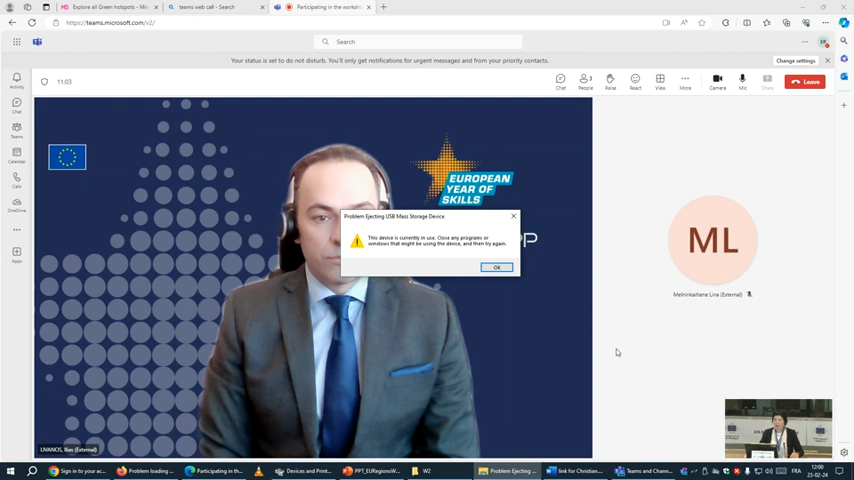 Explore all Green hotspots - Mi
teams web call - Search
Participating in the worksh
https://teams.microsoft.com/v2/
Search
EP
Your status is set to do not disturb. You'll only get notifications for urgent messages and from your priority contacts.
Change settings
11:03
Chat
People
3
Raise
React
View
More
Camera
Mic
Share
Leave
Activity
Chat
Teams
Calendar
Calls
OneDrive
Apps
EUROPEAN
YEAR OF
SKILLS
Problem Ejecting USB Mass Storage Device
This device is currently in use. Close any programs or
windows that might be using the device, and then try again.
OK
ML
Melninkaitiene Lina (External)
LIVANOS, Ilias (External)
Sign in to your ac...
Problem loading ...
Participating in th...
Devices and Print...
PPT_EURegionsW...
W2
Problem Ejecting ...
link for Christian...
Teams and Chann...
FRA
12:00
23-02-24